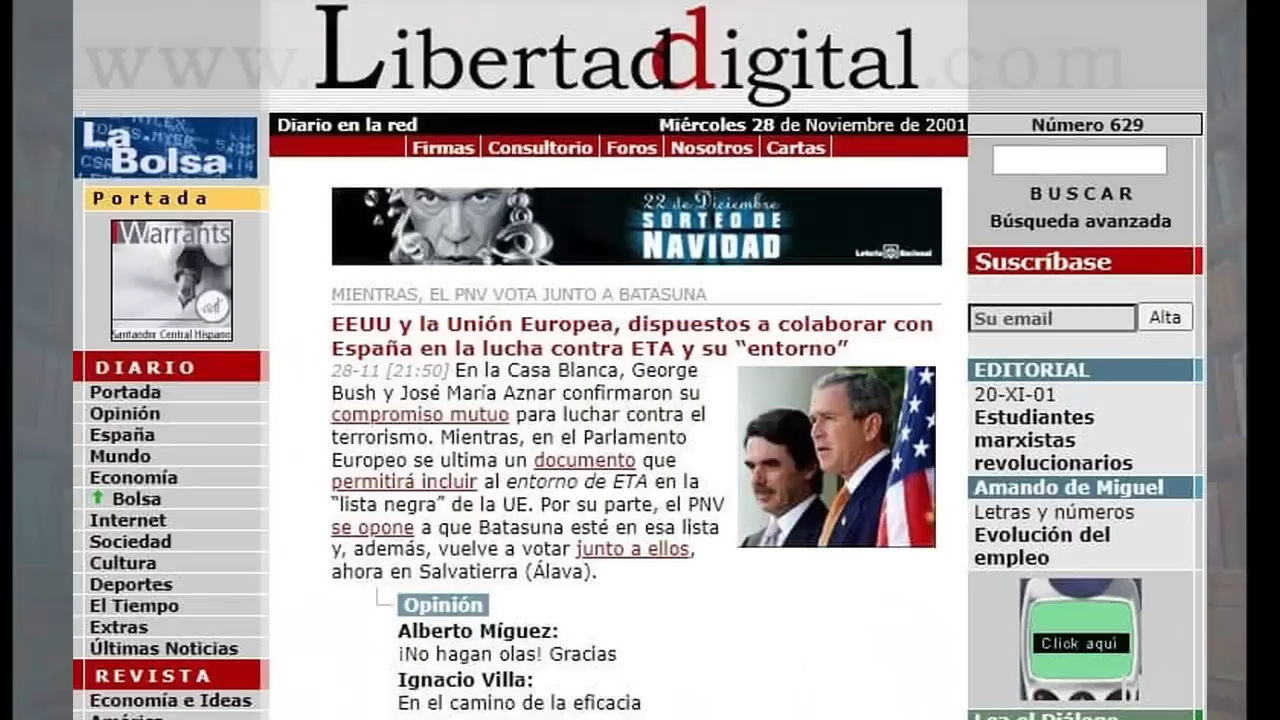 www.Libertaddigital.com
La
Bolsa
Diario en la red
Miércoles 28 de Noviembre de 2001
Número 629
Firmas
Consultorio
Foros
Nosotros
Cartas
Portada
Warrants
Santander Central Hispano
DIARIO
Portada
Opinión
España
Mundo
Economía
Bolsa
Internet
Sociedad
Cultura
Deportes
El Tiempo
Extras
Últimas Noticias
REVISTA
Economía e Ideas
América
22 de Diciembre
SORTEO DE
NAVIDAD
MIENTRAS, EL PNV VOTA JUNTO A BATASUNA
EEUU y la Unión Europea, dispuestos a colaborar con
España en la lucha contra ETA y su “entorno”
28-11 [21:50] En la Casa Blanca, George
Bush y José María Aznar confirmaron su
compromiso mutuo para luchar contra el
terrorismo. Mientras, en el Parlamento
Europeo se ultima un documento que
permitirá incluir al entorno de ETA en la
“lista negra” de la UE. Por su parte, el PNV
se opone a que Batasuna esté en esa lista
y, además, vuelve a votar junto a ellos,
ahora en Salvatierra (Álava).
Opinión
Alberto Míguez:
¡No hagan olas! Gracias
Ignacio Villa:
En el camino de la eficacia
BUSCAR
Búsqueda avanzada
Suscríbase
Su email
Alta
EDITORIAL
20-XI-01
Estudiantes
marxistas
revolucionarios
Amando de Miguel
Letras y números
Evolución del
empleo
Click aquí
Lea el Diálogo